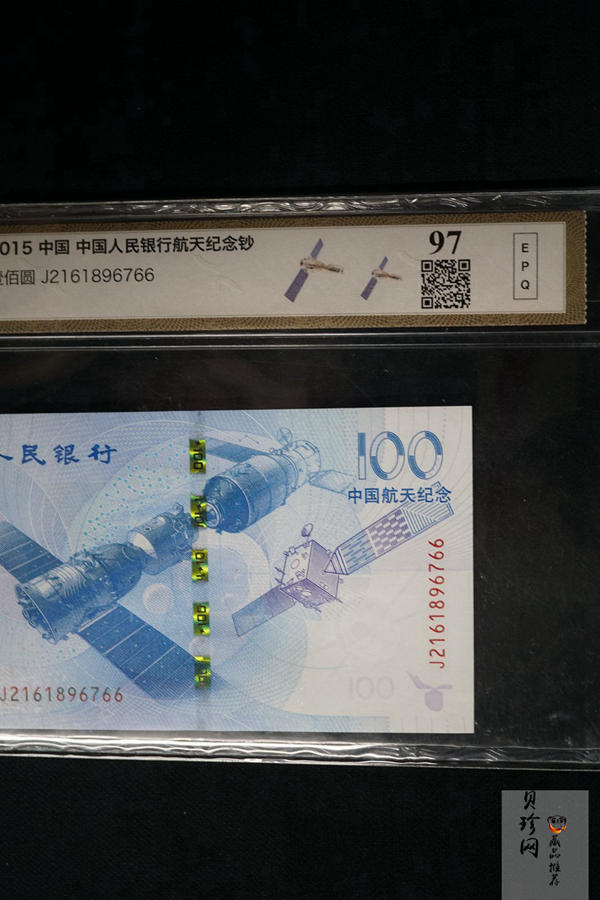 015 中国 中国人民银行航天纪念钞
壹佰圆 J2161896766
97
E
P
Q
人民银行
100
中国航天纪念
J2161896766
J2161896766
100
贝珍网
藏品推荐